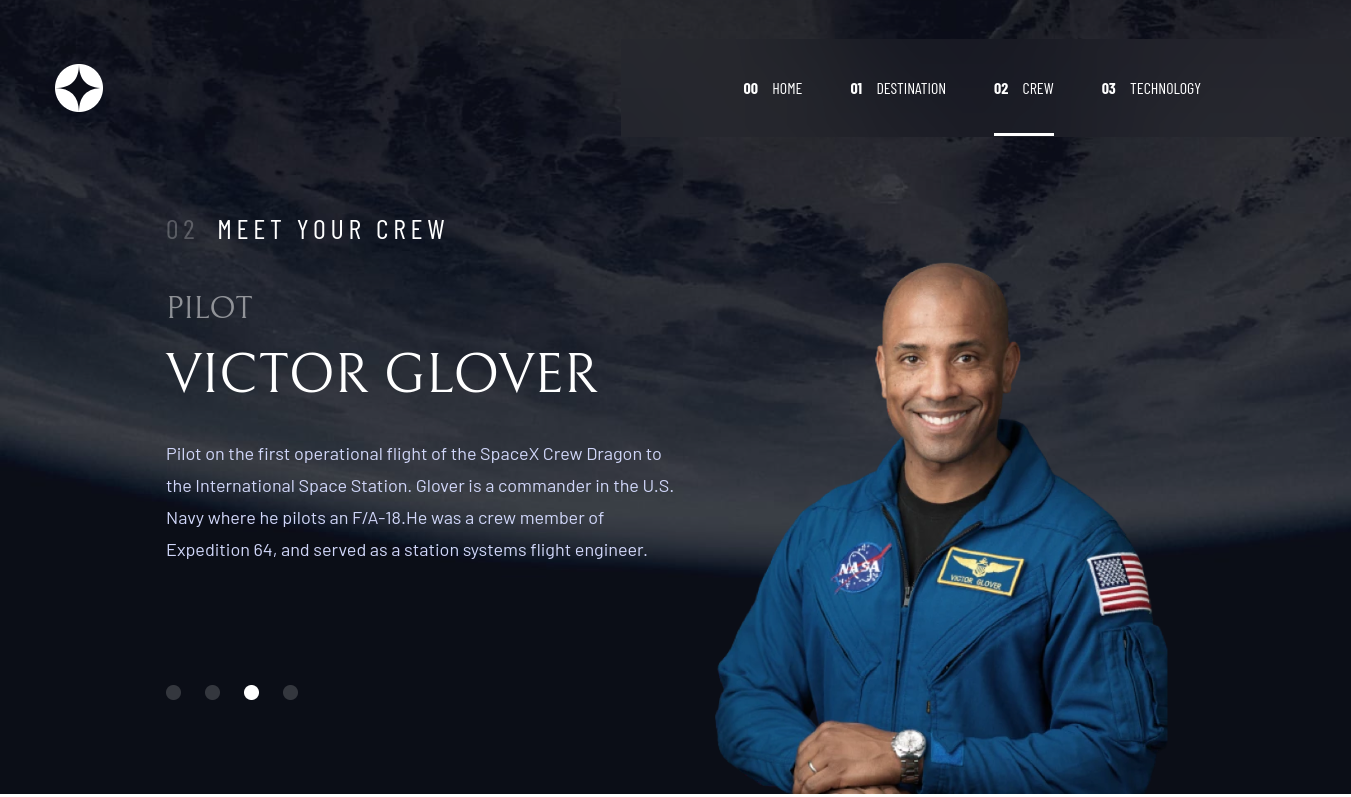 00 HOME 01 DESTINATION 02 CREW 03 TECHNOLOGY
02 MEET YOUR CREW
PILOT
VICTOR GLOVER
Pilot on the first operational flight of the SpaceX Crew Dragon to
the International Space Station. Glover is a commander in the U.S.
Navy where he pilots an F/A-18.He was a crew member of
Expedition 64, and served as a station systems flight engineer.
NASA
VICTOR GLOVER